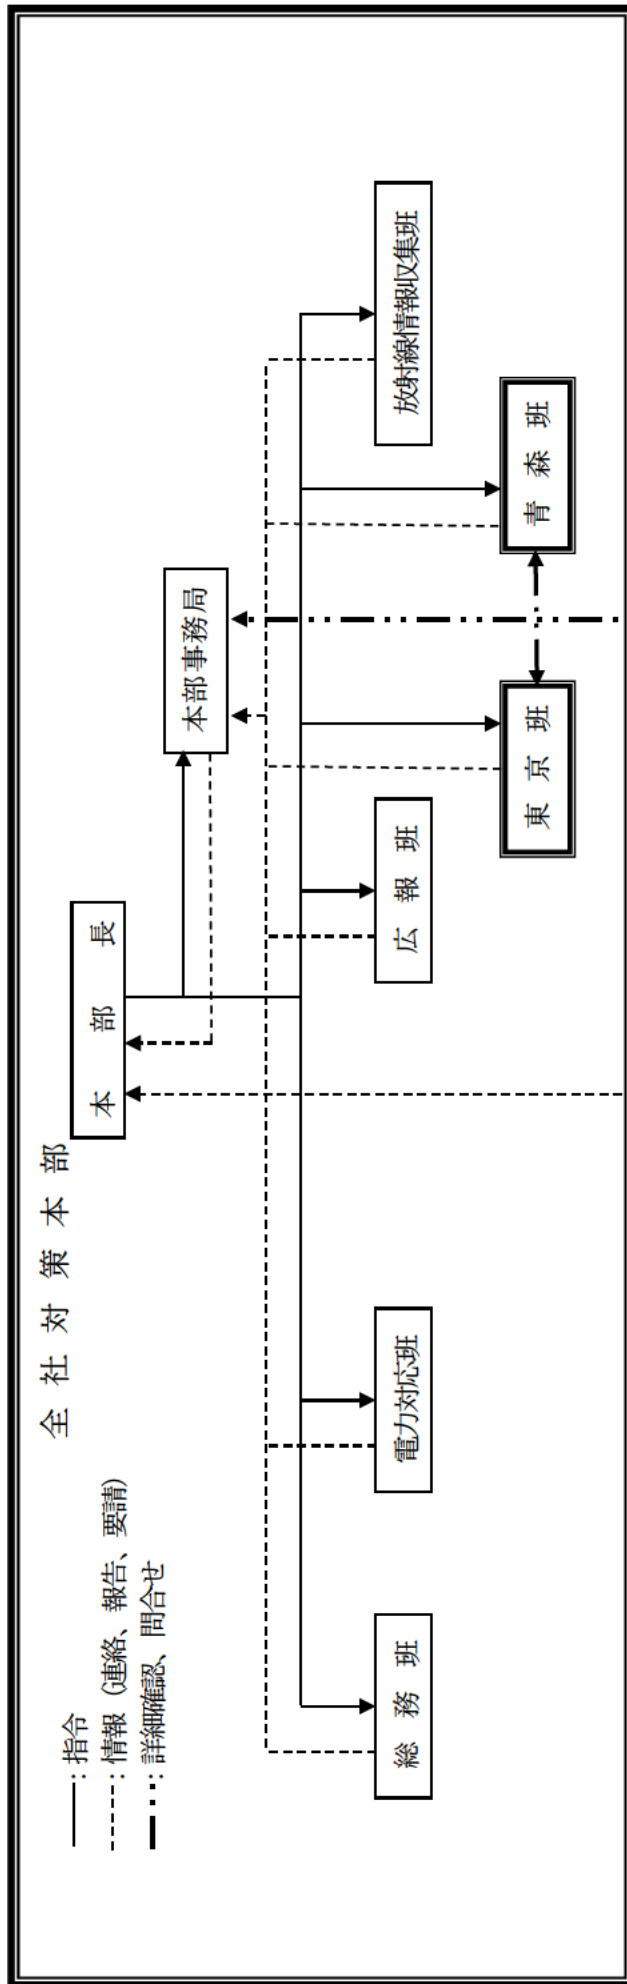 全社対策本部
――: 指令
-----: 情報（連絡、報告、要請）
: 詳細確認、問合せ
本部長
本部事務局
総務班
電力対応班
広報班
放射線情報収集班
東京班
青森班